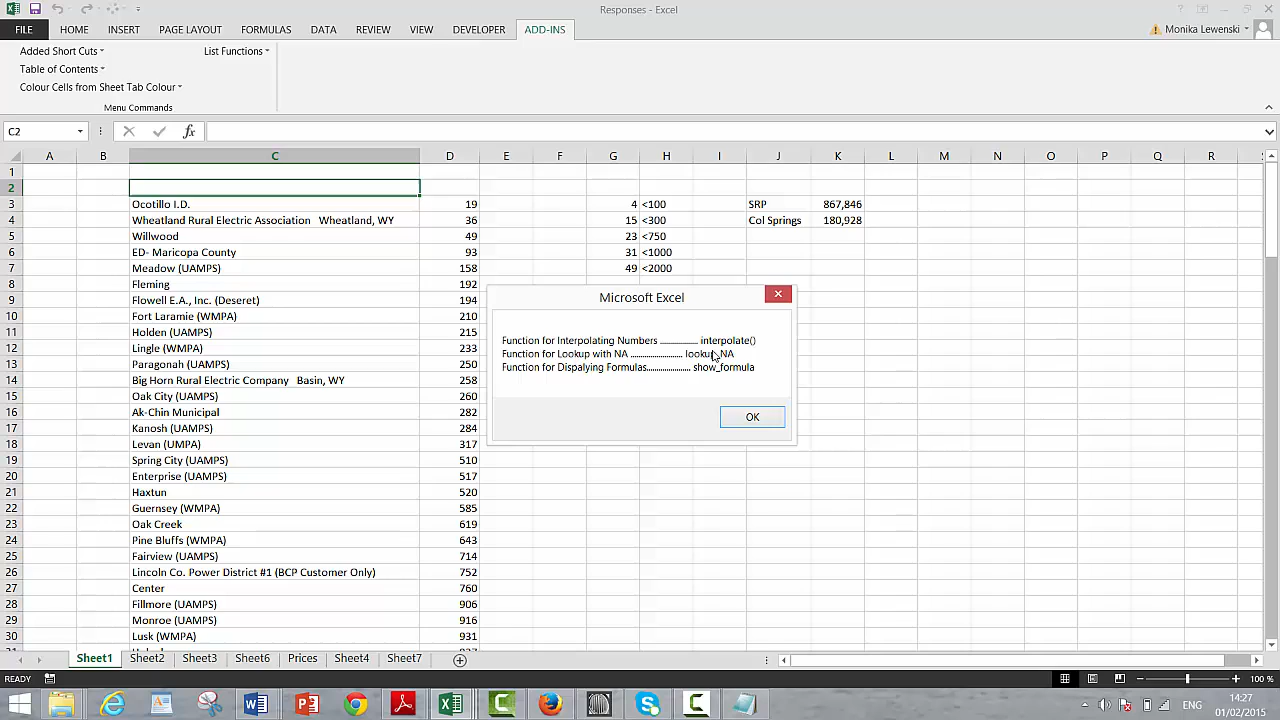 Responses - Excel
FILE HOME INSERT PAGE LAYOUT FORMULAS DATA REVIEW VIEW DEVELOPER ADD-INS Monika Lewenski
Added Short Cuts List Functions
Table of Contents
Colour Cells from Sheet Tab Colour
Menu Commands
C2 fx
A B C D E F G H I J K L M N O P Q R
1
2
3 Ocotillo I.D. 19 4 <100 SRP 867,846
4 Wheatland Rural Electric Association Wheatland, WY 36 15 <300 Col Springs 180,928
5 Willwood 49 23 <750
6 ED- Maricopa County 93 31 <1000
7 Meadow (UAMPS) 158 49 <2000
8 Fleming 192
9 Flowell E.A., Inc. (Deseret) 194
10 Fort Laramie (WMPA) 210
11 Holden (UAMPS) 215
12 Lingle (WMPA) 233
13 Paragonah (UAMPS) 250
14 Big Horn Rural Electric Company Basin, WY 258
15 Oak City (UAMPS) 260
16 Ak-Chin Municipal 282
17 Kanosh (UAMPS) 284
18 Levan (UMPA) 317
19 Spring City (UAMPS) 510
20 Enterprise (UAMPS) 517
21 Haxtun 520
22 Guernsey (WMPA) 585
23 Oak Creek 619
24 Pine Bluffs (WMPA) 643
25 Fairview (UAMPS) 714
26 Lincoln Co. Power District #1 (BCP Customer Only) 752
27 Center 760
28 Fillmore (UAMPS) 906
29 Monroe (UAMPS) 916
30 Lusk (WMPA) 931
Microsoft Excel
Function for Interpolating Numbers .............. interpolate()
Function for Lookup with NA ................... lookup_NA
Function for Dispalying Formulas................ show_formula
OK
Sheet1 Sheet2 Sheet3 Sheet6 Prices Sheet4 Sheet7
READY 100 %
ENG 14:27
01/02/2015